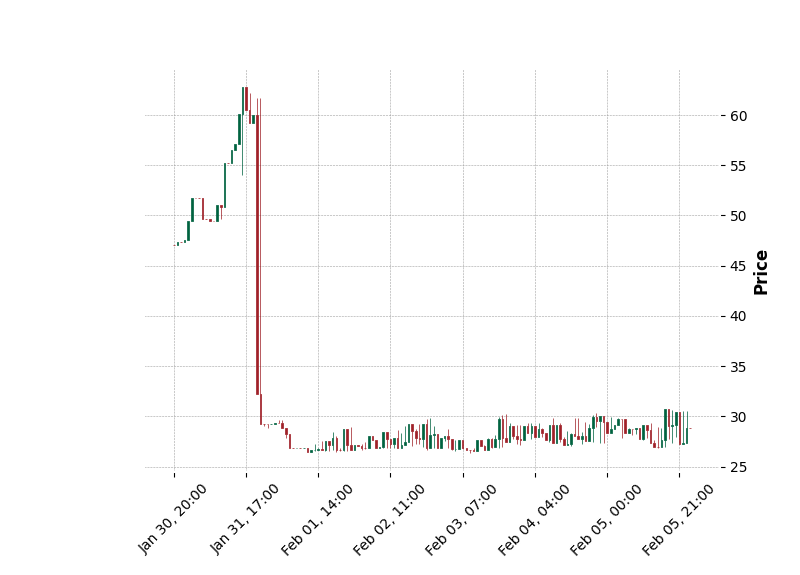 60
55
50
45
40
35
30
25
Price
Jan 30, 20:00
Jan 31, 17:00
Feb 01, 14:00
Feb 02, 11:00
Feb 03, 07:00
Feb 04, 04:00
Feb 05, 00:00
Feb 05, 21:00